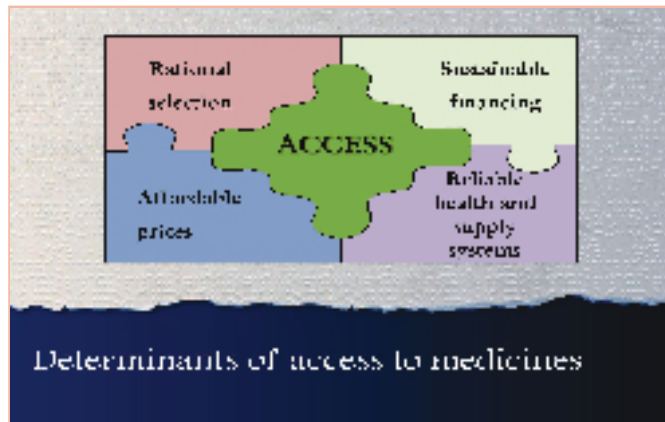 Rational
selection
Sustainable
financing
ACCESS
Affordable
prices
Reliable
health and
supply
systems
Determinants of access to medicines